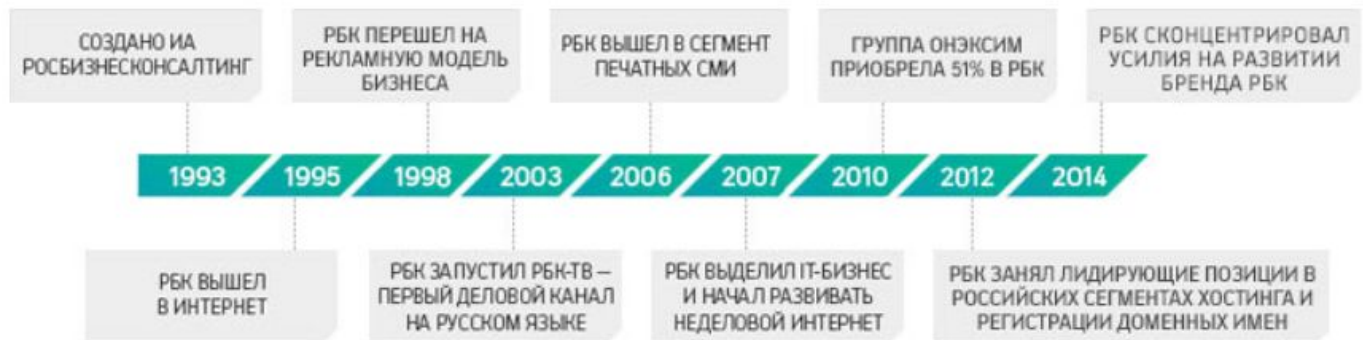 СОЗДАНО ИА
РОСБИЗНЕСКОНСАЛТИНГ
РБК ПЕРЕШЕЛ НА
РЕКЛАМНУЮ МОДЕЛЬ
БИЗНЕСА
РБК ВЫШЕЛ В СЕГМЕНТ
ПЕЧАТНЫХ СМИ
ГРУППА ОНЭКСИМ
ПРИОБРЕЛА 51% В РБК
РБК СКОНЦЕНТРИРОВАЛ
УСИЛИЯ НА РАЗВИТИИ
БРЕНДА РБК
1993 1995 1998 2003 2006 2007 2010 2012 2014
РБК ВЫШЕЛ
В ИНТЕРНЕТ
РБК ЗАПУСТИЛ РБК-ТВ —
ПЕРВЫЙ ДЕЛОВОЙ КАНАЛ
НА РУССКОМ ЯЗЫКЕ
РБК ВЫДЕЛИЛ IT-БИЗНЕС
И НАЧАЛ РАЗВИВАТЬ
НЕДЕЛОВОЙ ИНТЕРНЕТ
РБК ЗАНЯЛ ЛИДИРУЮЩИЕ ПОЗИЦИИ В
РОССИЙСКИХ СЕГМЕНТАХ ХОСТИНГА И
РЕГИСТРАЦИИ ДОМЕННЫХ ИМЕН